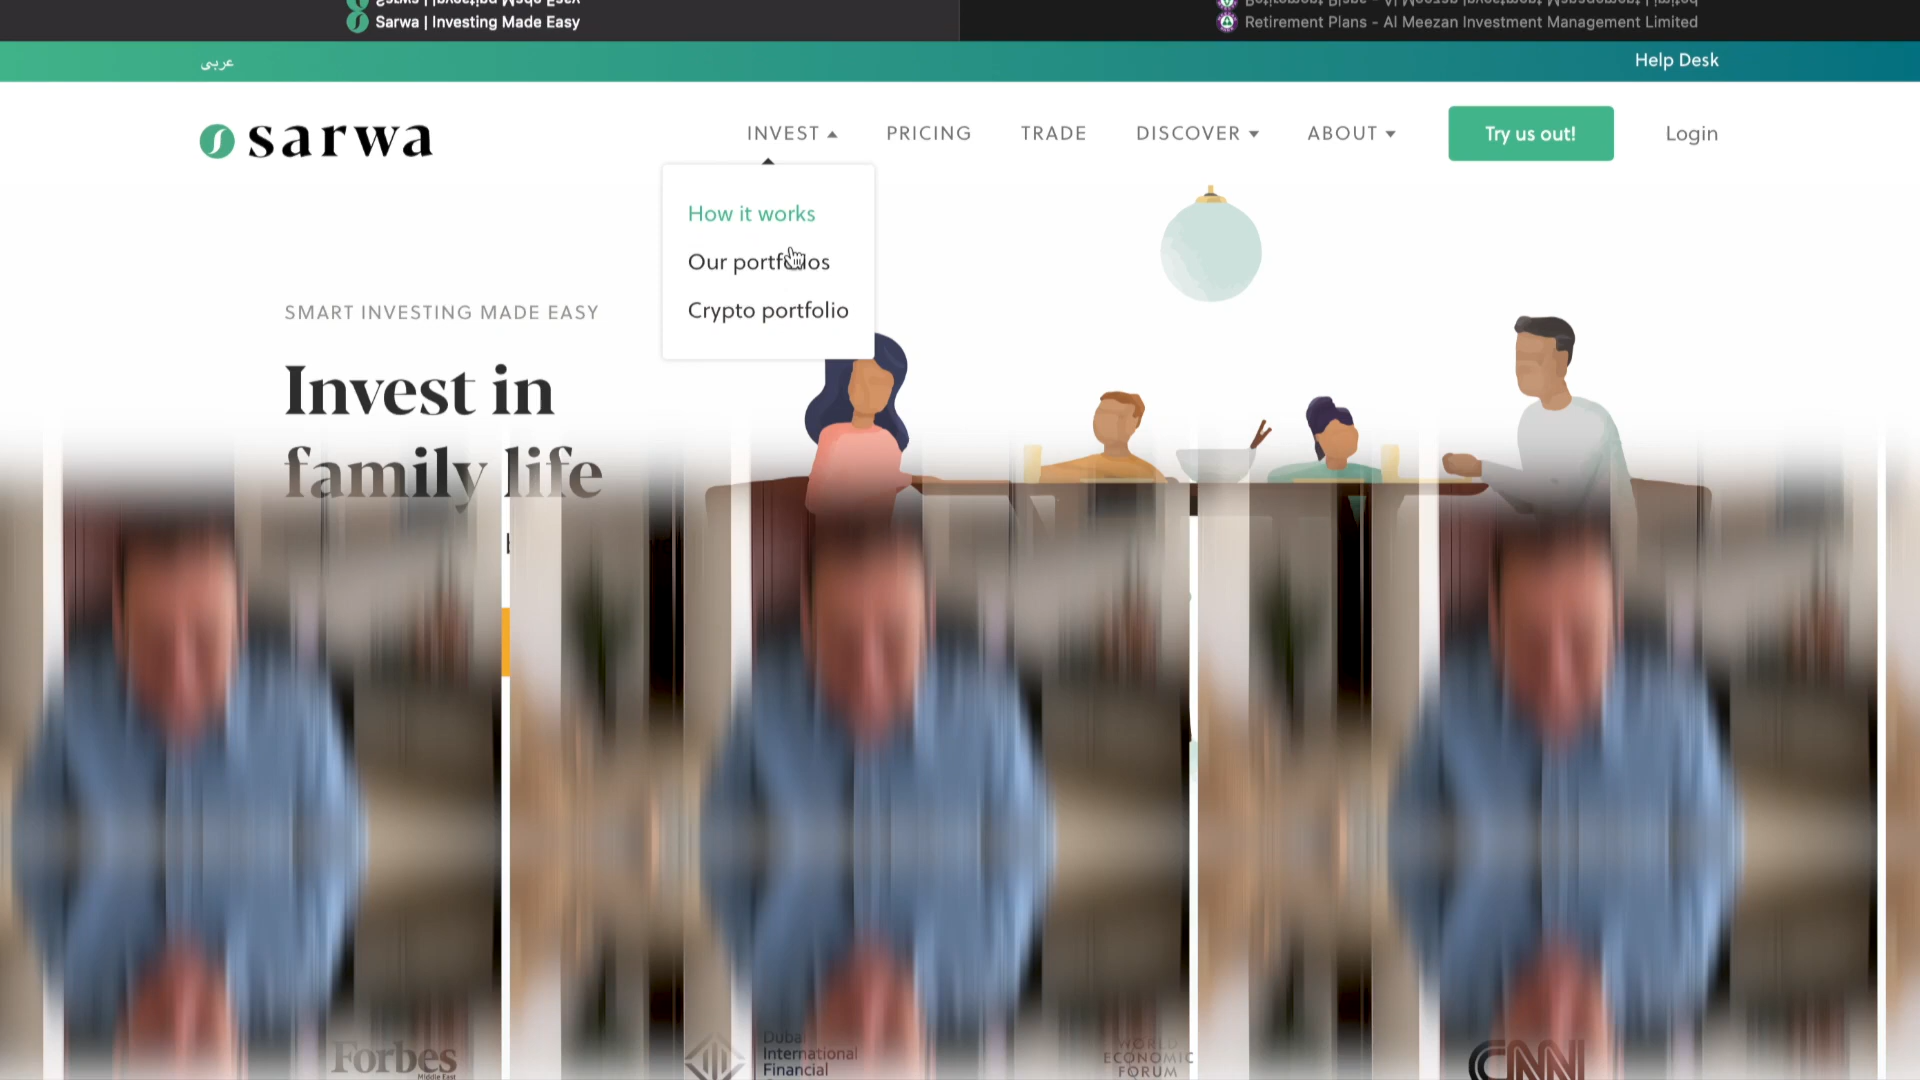 Sarwa | Investing Made Easy
Retirement Plans - Al Meezan Investment Management Limited
عربي
Help Desk
sarwa
INVEST
PRICING
TRADE
DISCOVER
ABOUT
Try us out!
Login
How it works
Our portfolios
Crypto portfolio
SMART INVESTING MADE EASY
Invest in
family life
Forbes
Middle East
Dubai
International
Financial
WORLD
ECONOMIC
FORUM
CNN